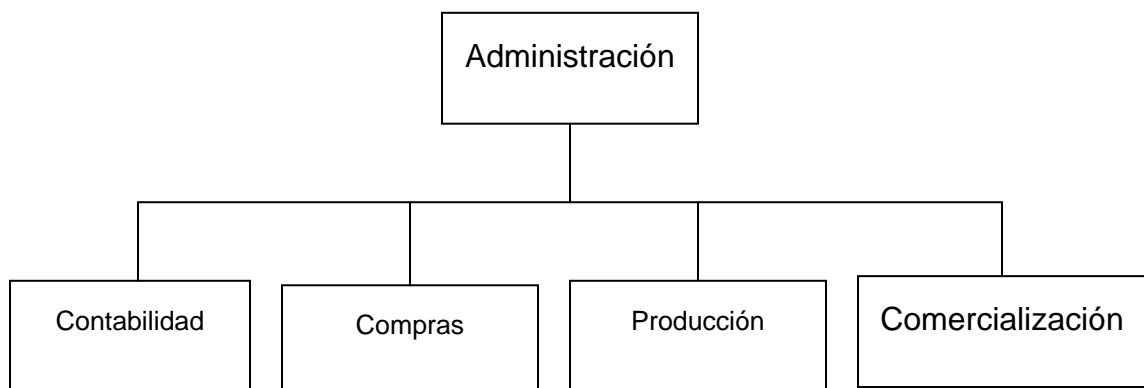 Administración
Contabilidad
Compras
Producción
Comercialización